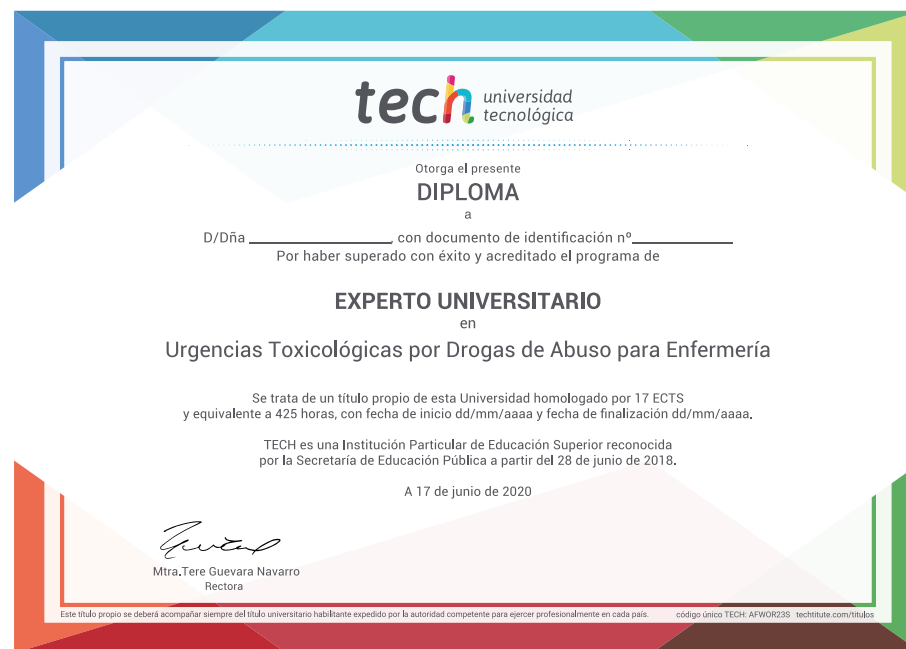 tech universidad
tecnológica
Otorga el presente
DIPLOMA
a
D/Dña ____________________, con documento de identificación nº______________
Por haber superado con éxito y acreditado el programa de
EXPERTO UNIVERSITARIO
en
Urgencias Toxicológicas por Drogas de Abuso para Enfermería
Se trata de un título propio de esta Universidad homologado por 17 ECTS
y equivalente a 425 horas, con fecha de inicio dd/mm/aaaa y fecha de finalización dd/mm/aaaa.
TECH es una Institución Particular de Educación Superior reconocida
por la Secretaría de Educación Pública a partir del 28 de junio de 2018.
A 17 de junio de 2020
Mtra.Tere Guevara Navarro
Rectora
Este título propio se deberá acompañar siempre del título universitario habilitante expedido por la autoridad competente para ejercer profesionalmente en cada país. código único TECH: AFWOR23S techtitute.com/titulos